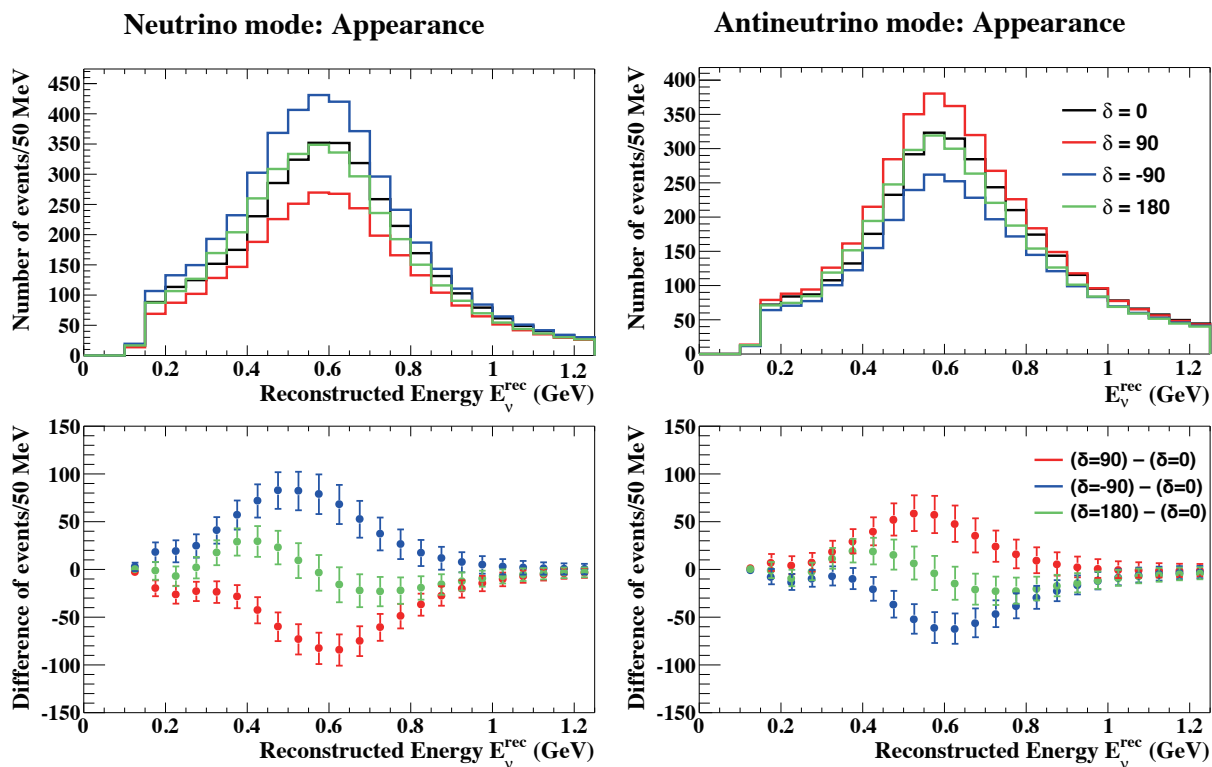 Neutrino mode: Appearance
Number of events/50 MeV
450
400
350
300
250
200
150
100
50
0
0 0.2 0.4 0.6 0.8 1 1.2
Reconstructed Energy E_ν^rec (GeV)
Antineutrino mode: Appearance
Number of events/50 MeV
400
350
300
250
200
150
100
50
0
δ = 0
δ = 90
δ = -90
δ = 180
0 0.2 0.4 0.6 0.8 1 1.2
E_ν^rec (GeV)
Difference of events/50 MeV
150
100
50
0
-50
-100
-150
0 0.2 0.4 0.6 0.8 1 1.2
Reconstructed Energy E_ν^rec (GeV)
Difference of events/50 MeV
150
100
50
0
-50
-100
-150
(δ=90) – (δ=0)
(δ=-90) – (δ=0)
(δ=180) – (δ=0)
0 0.2 0.4 0.6 0.8 1 1.2
Reconstructed Energy E_ν^rec (GeV)